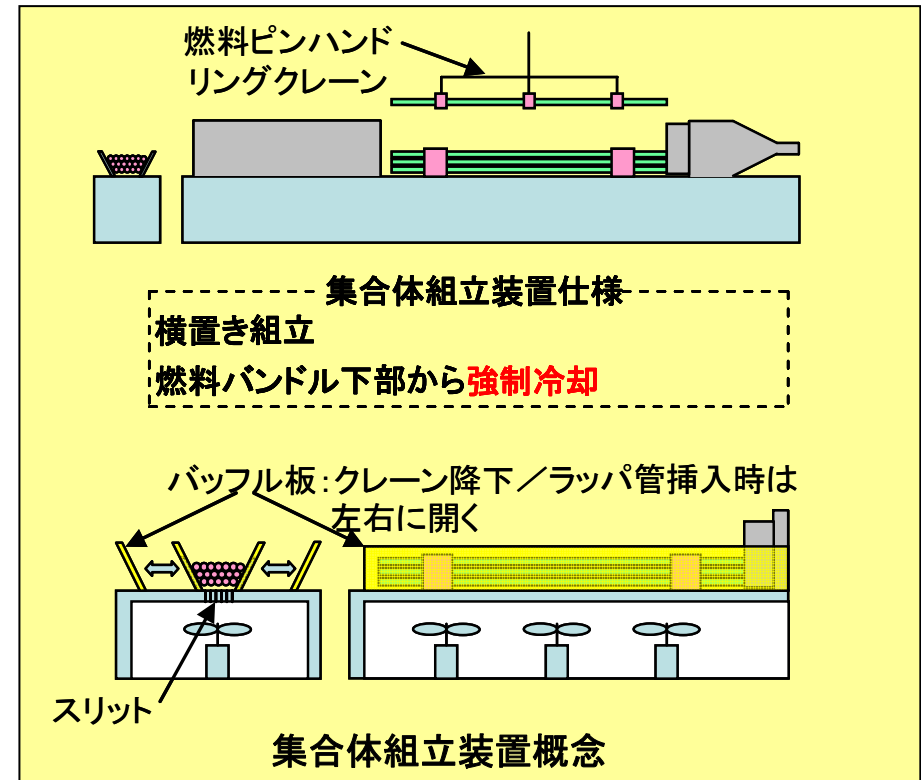 燃料ピンハンド
リングクレーン
集合体組立装置仕様
横置き組立
燃料バンドル下部から強制冷却
バッフル板：クレーン降下／ラッパ管挿入時は
左右に開く
スリット
集合体組立装置概念